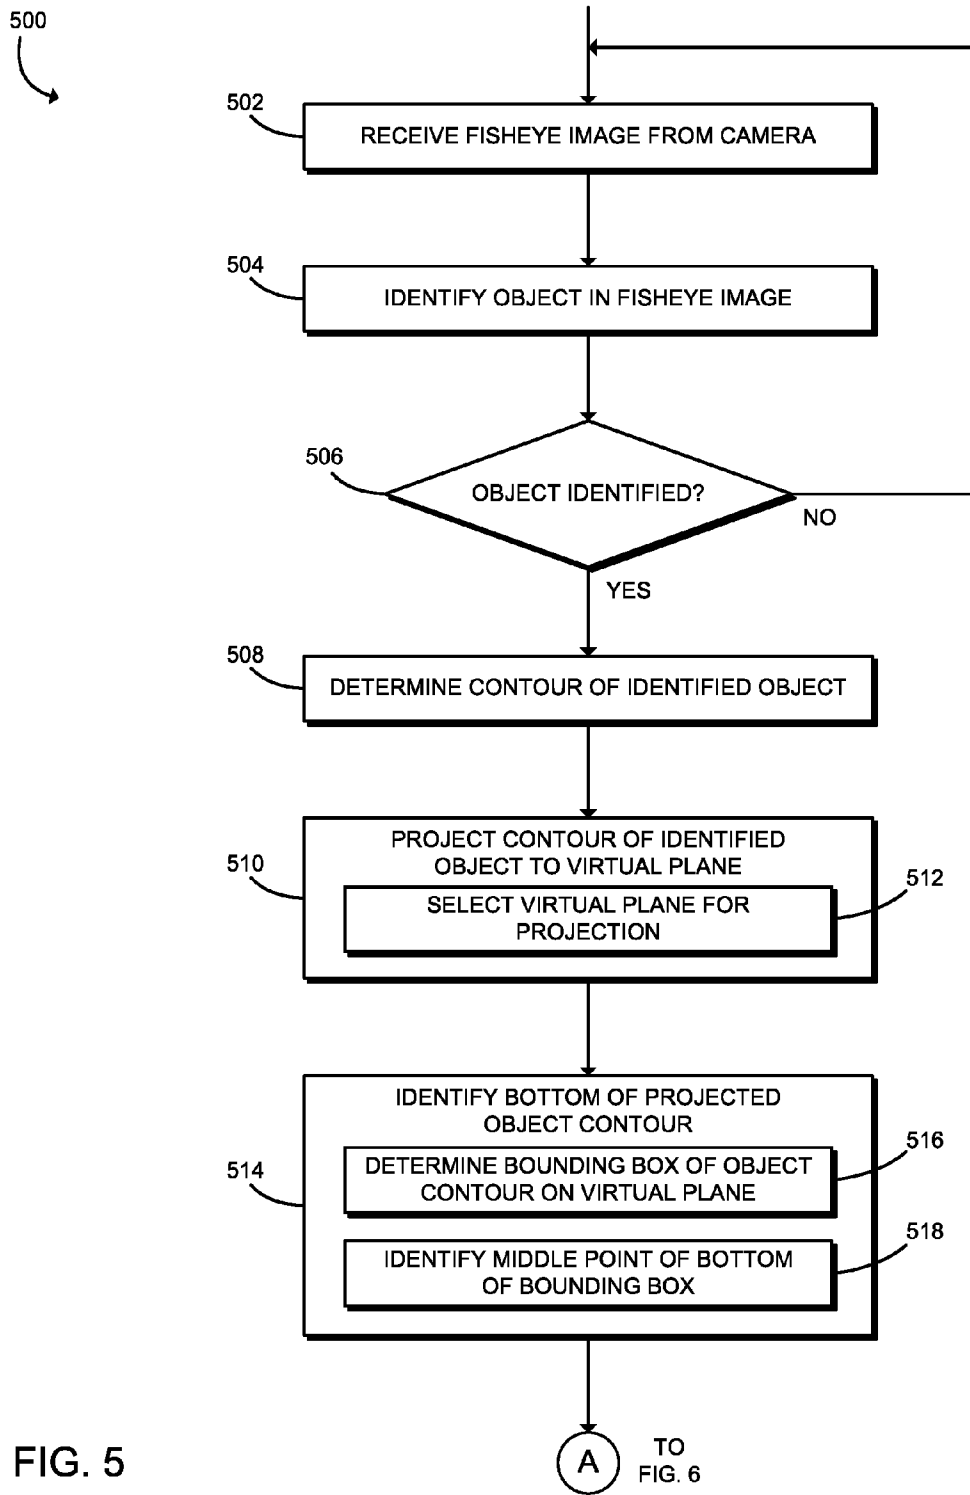 500
502
RECEIVE FISHEYE IMAGE FROM CAMERA
504
IDENTIFY OBJECT IN FISHEYE IMAGE
506
OBJECT IDENTIFIED?
NO
YES
508
DETERMINE CONTOUR OF IDENTIFIED OBJECT
510
PROJECT CONTOUR OF IDENTIFIED
OBJECT TO VIRTUAL PLANE
512
SELECT VIRTUAL PLANE FOR
PROJECTION
514
IDENTIFY BOTTOM OF PROJECTED
OBJECT CONTOUR
516
DETERMINE BOUNDING BOX OF OBJECT
CONTOUR ON VIRTUAL PLANE
518
IDENTIFY MIDDLE POINT OF BOTTOM
OF BOUNDING BOX
A
TO
FIG. 6
FIG. 5